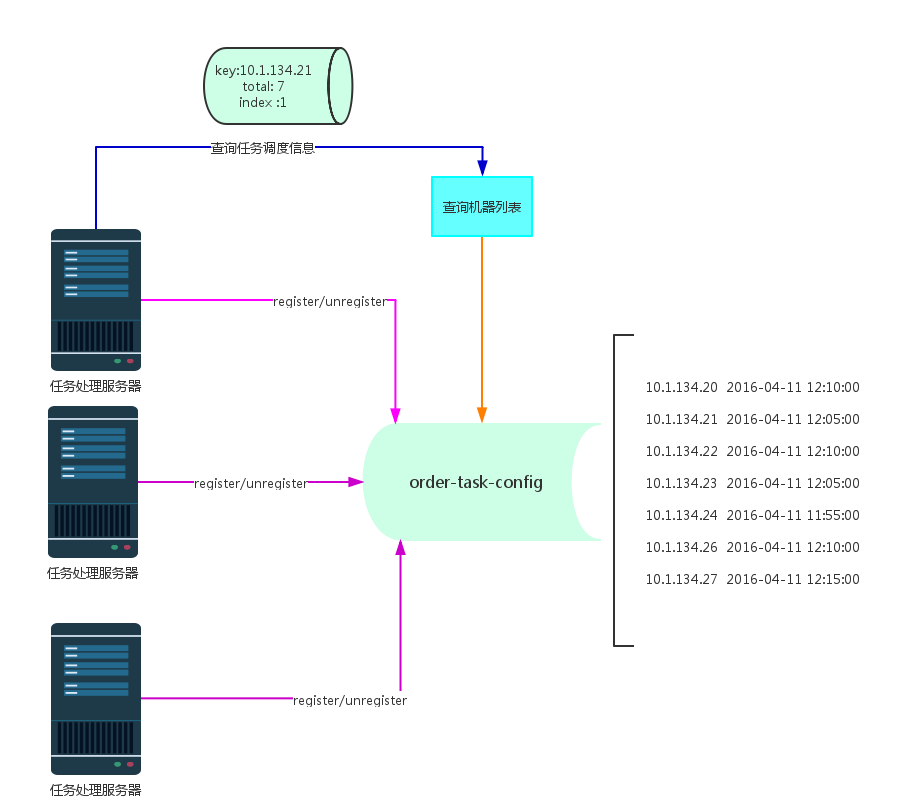 key:10.1.134.21
total: 7
index :1
查询任务调度信息
查询机器列表
register/unregister
任务处理服务器
register/unregister
任务处理服务器
order-task-config
10.1.134.20 2016-04-11 12:10:00
10.1.134.21 2016-04-11 12:05:00
10.1.134.22 2016-04-11 12:10:00
10.1.134.23 2016-04-11 12:05:00
10.1.134.24 2016-04-11 11:55:00
10.1.134.26 2016-04-11 12:10:00
10.1.134.27 2016-04-11 12:15:00
register/unregister
任务处理服务器